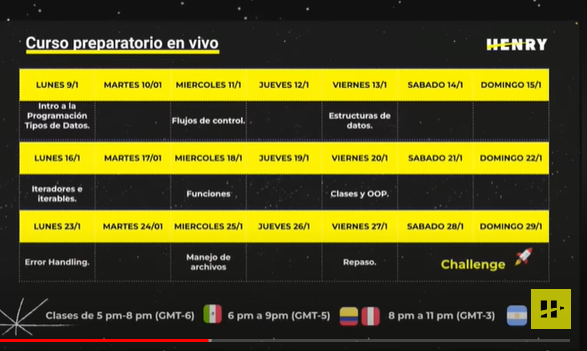 Curso preparatorio en vivo
HENRY
LUNES 9/1 MARTES 10/01 MIERCOLES 11/1 JUEVES 12/1 VIERNES 13/1 SABADO 14/1 DOMINGO 15/1
Intro a la
Programación
Tipos de Datos.
Flujos de control.
Estructuras de
datos.
LUNES 16/1 MARTES 17/01 MIERCOLES 18/1 JUEVES 19/1 VIERNES 20/1 SABADO 21/1 DOMINGO 22/1
Iteradores e
iterables.
Funciones
Clases y OOP.
LUNES 23/1 MARTES 24/01 MIERCOLES 25/1 JUEVES 26/1 VIERNES 27/1 SABADO 28/1 DOMINGO 29/1
Error Handling.
Manejo de
archivos
Repaso.
Challenge
Clases de 5 pm-8 pm (GMT-6) 6 pm a 9pm (GMT-5) 8 pm a 11 pm (GMT-3)